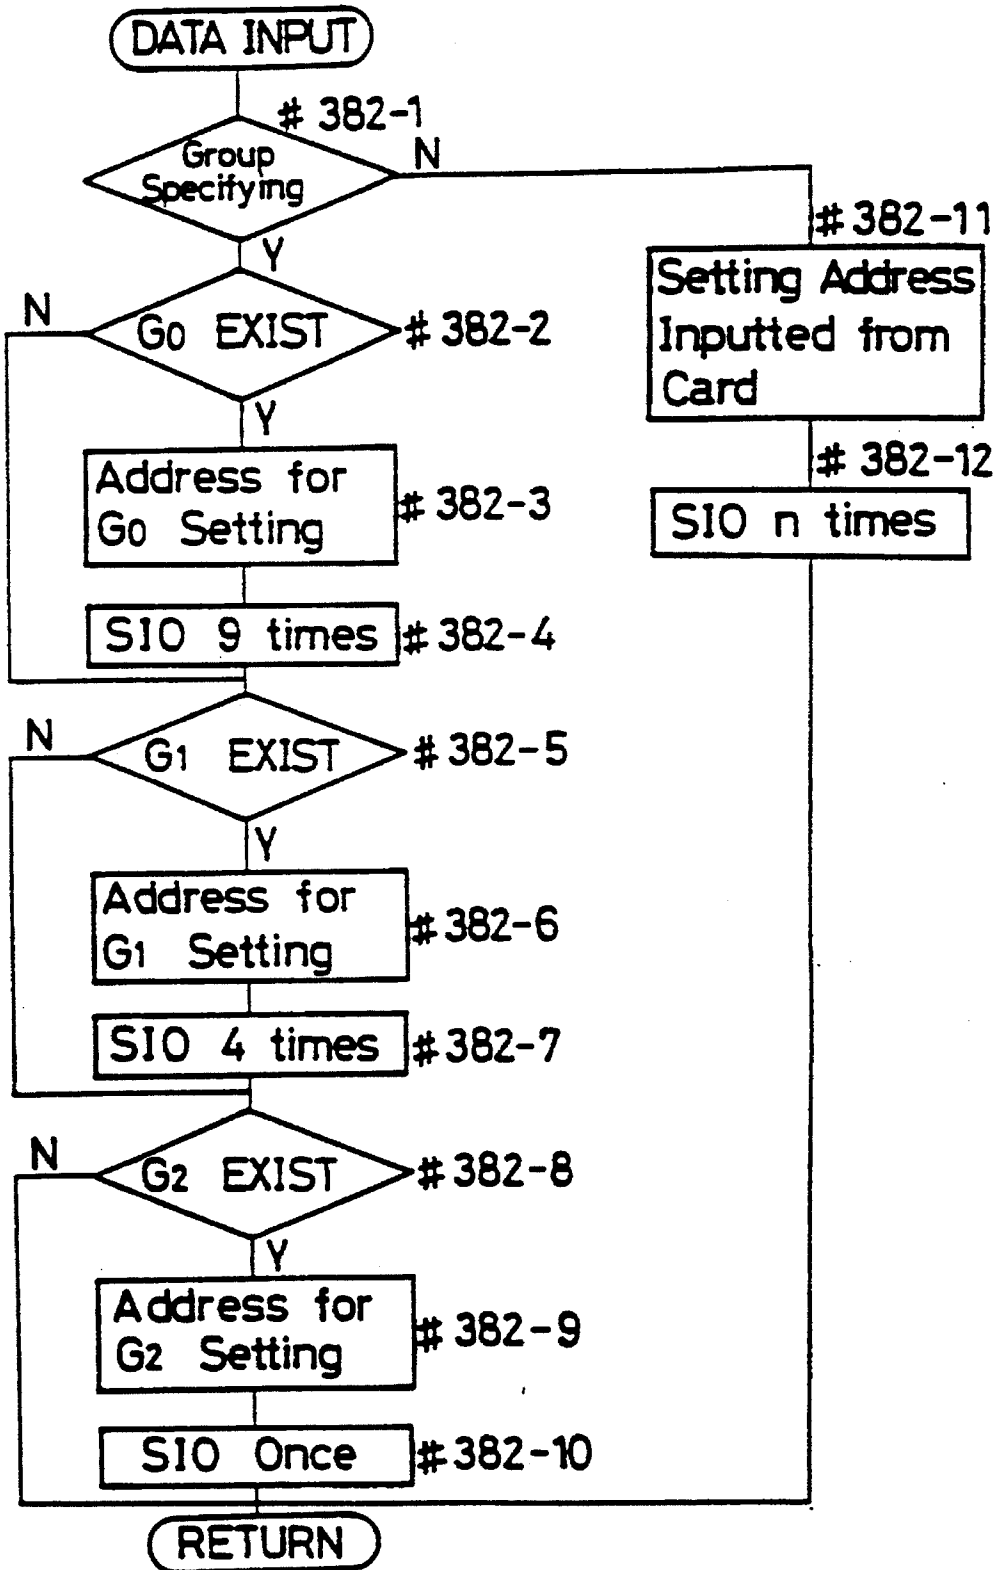 DATA INPUT
# 382-1
Group
Specifying
N
Y
# 382-11
Setting Address
Inputted from
Card
N
G0 EXIST
# 382-2
Y
# 382-12
SIO n times
Address for
G0 Setting
# 382-3
SIO 9 times
# 382-4
N
G1 EXIST
# 382-5
Y
Address for
G1 Setting
# 382-6
SIO 4 times
# 382-7
N
G2 EXIST
# 382-8
Y
Address for
G2 Setting
# 382-9
SIO Once
# 382-10
RETURN